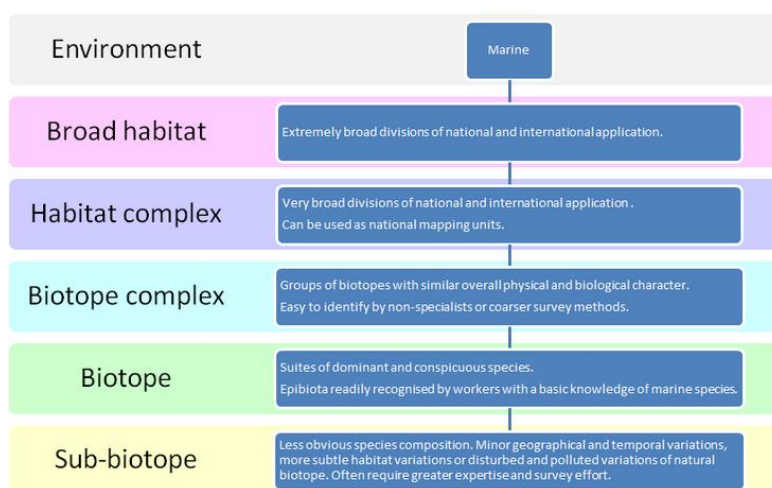 Environment
Marine
Broad habitat
Extremely broad divisions of national and international application.
Habitat complex
Very broad divisions of national and international application .
Can be used as national mapping units.
Biotope complex
Groups of biotopes with similar overall physical and biological character.
Easy to identify by non-specialists or coarser survey methods.
Biotope
Suites of dominant and conspicuous species.
Epibiota readily recognised by workers with a basic knowledge of marine species.
Sub-biotope
Less obvious species composition. Minor geographical and temporal variations,
more subtle habitat variations or disturbed and polluted variations of natural
biotope. Often require greater expertise and survey effort.